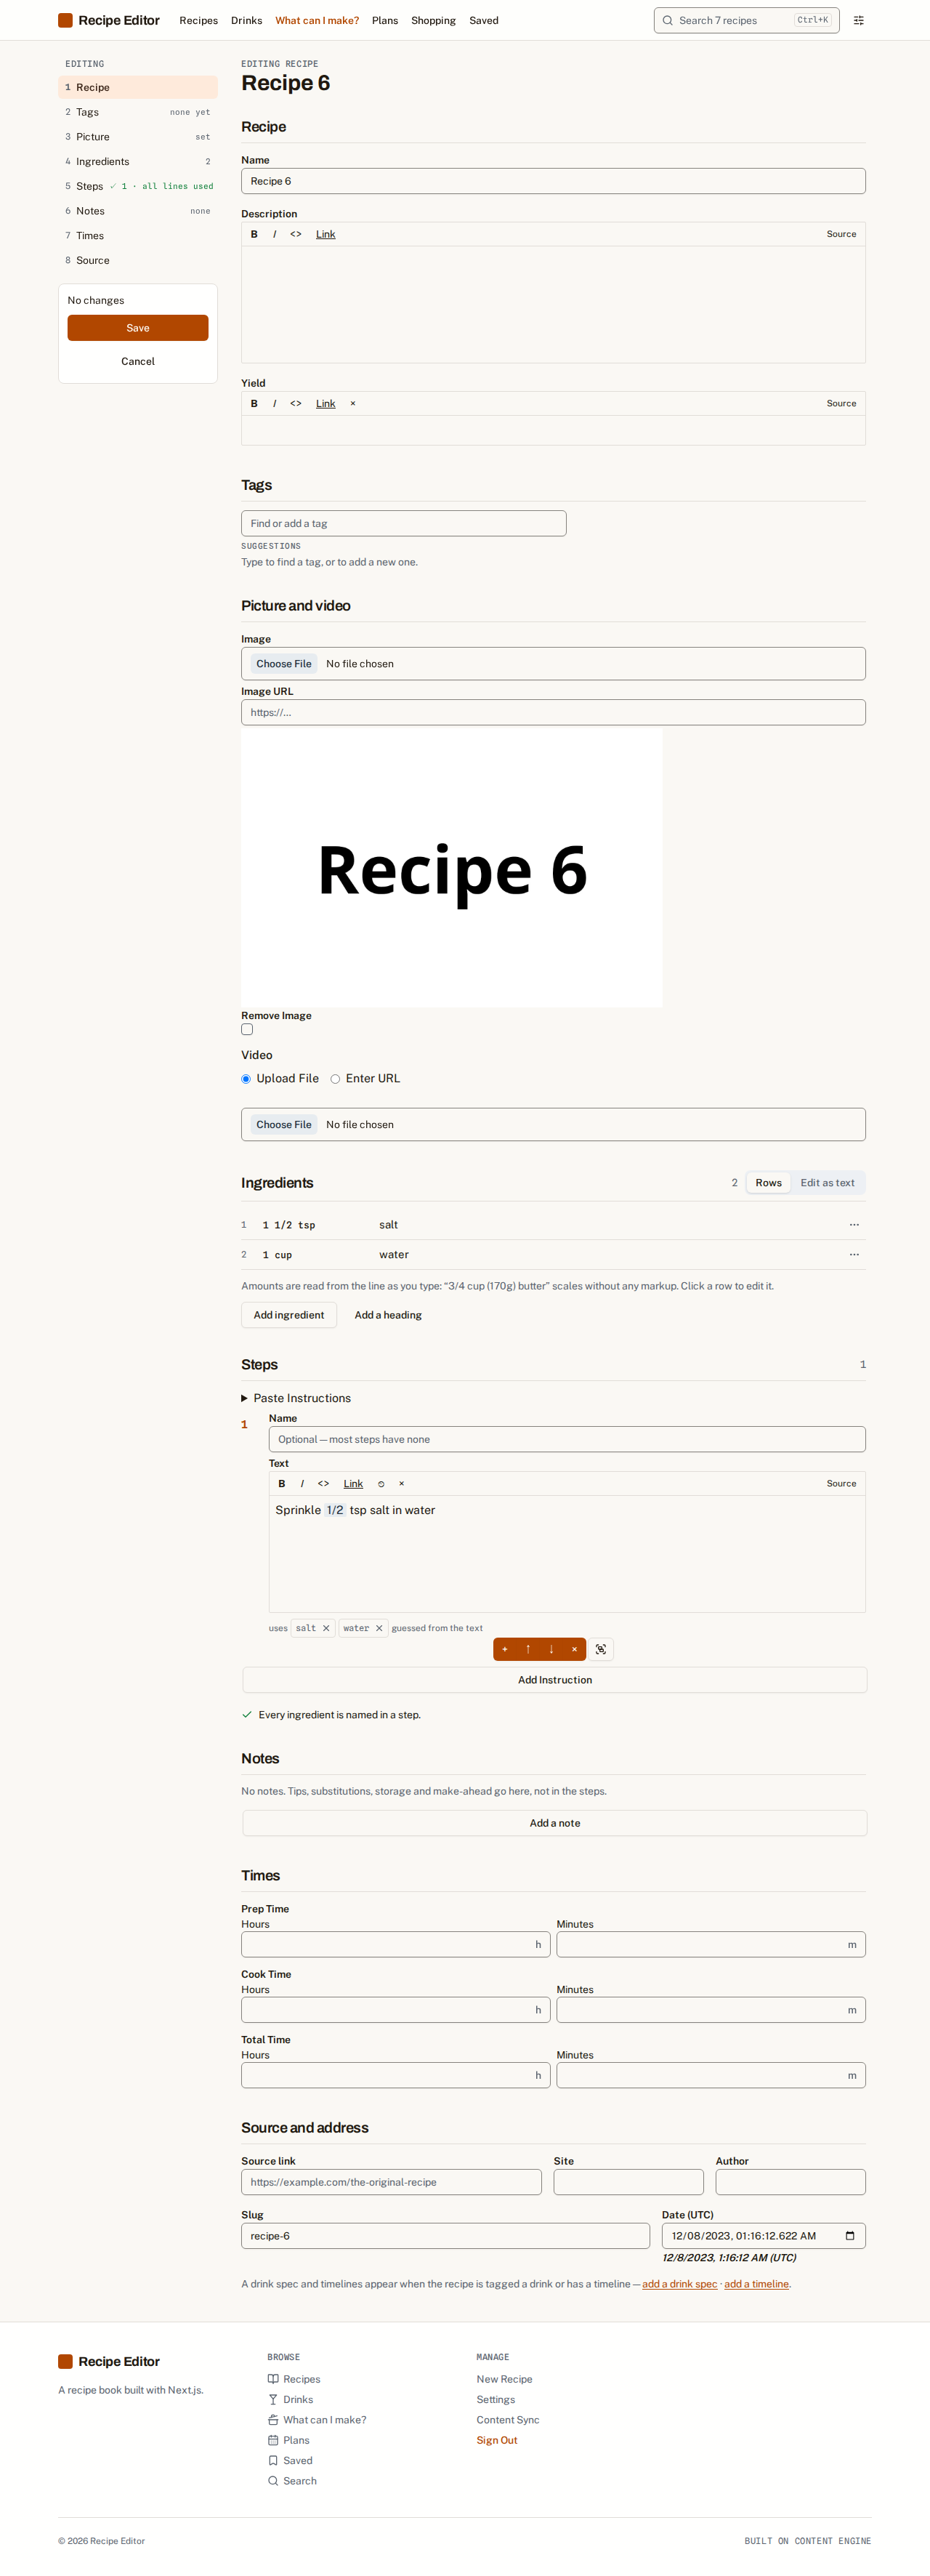 Recipe Editor Recipes Drinks What can I make? Plans Shopping Saved Search 7 recipes Ctrl+K
EDITING
1 Recipe
2 Tags none yet
3 Picture set
4 Ingredients 2
5 Steps ✓ 1 · all lines used
6 Notes none
7 Times
8 Source
No changes
Save
Cancel
EDITING RECIPE
Recipe 6
Recipe
Name
Recipe 6
Description
B I <> Link Source
Yield
B I <> Link × Source
Tags
Find or add a tag
SUGGESTIONS
Type to find a tag, or to add a new one.
Picture and video
Image
Choose File No file chosen
Image URL
https://...
Recipe 6
Remove Image
Video
Upload File Enter URL
Choose File No file chosen
Ingredients 2 Rows Edit as text
1 1 1/2 tsp salt
2 1 cup water
Amounts are read from the line as you type: “3/4 cup (170g) butter” scales without any markup. Click a row to edit it.
Add ingredient Add a heading
Steps 1
Paste Instructions
1 Name
Optional — most steps have none
Text
B I <> Link × Source
Sprinkle 1/2 tsp salt in water
uses salt × water × guessed from the text
+ ↑ ↓ ×
Add Instruction
Every ingredient is named in a step.
Notes
No notes. Tips, substitutions, storage and make-ahead go here, not in the steps.
Add a note
Times
Prep Time
Hours Minutes
h m
Cook Time
Hours Minutes
h m
Total Time
Hours Minutes
h m
Source and address
Source link Site Author
https://example.com/the-original-recipe
Slug Date (UTC)
recipe-6 12/08/2023, 01:16:12.622 AM
12/8/2023, 1:16:12 AM (UTC)
A drink spec and timelines appear when the recipe is tagged a drink or has a timeline — add a drink spec · add a timeline.
Recipe Editor
A recipe book built with Next.js.
BROWSE
Recipes
Drinks
What can I make?
Plans
Saved
Search
MANAGE
New Recipe
Settings
Content Sync
Sign Out
© 2026 Recipe Editor
BUILT ON CONTENT ENGINE